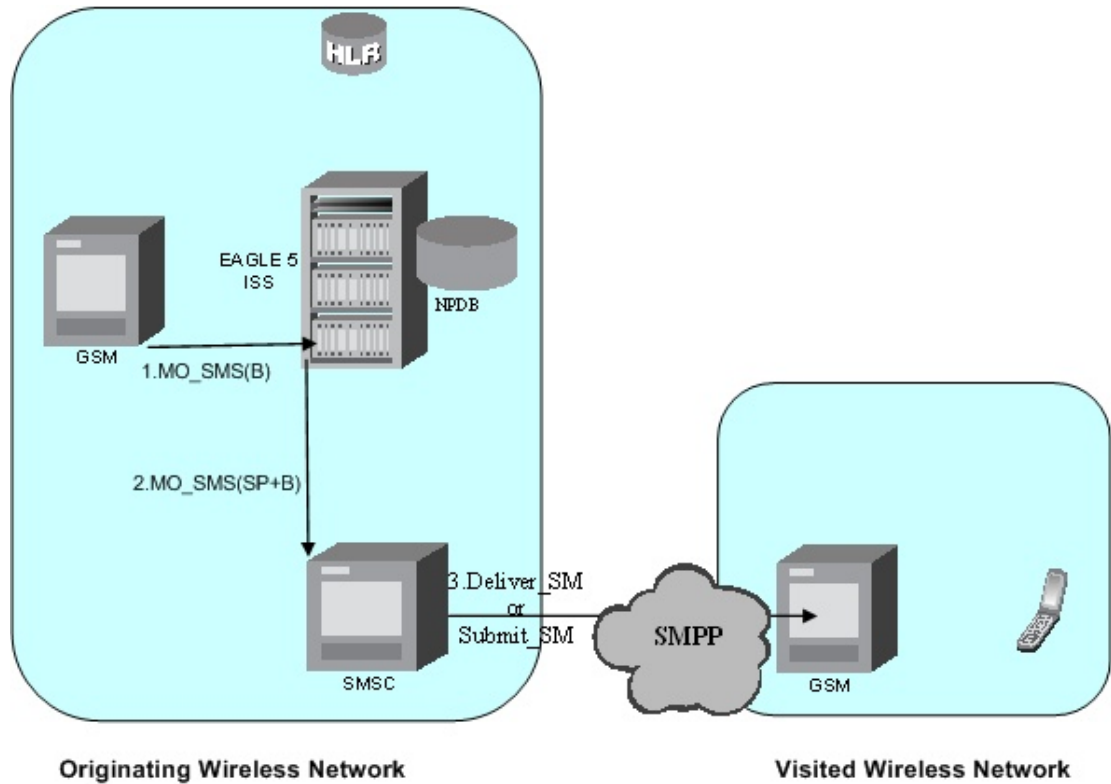 HLR
EAGLE 5
ISS
NPDB
GSM
1.MO_SMS(B)
2.MO_SMS(SP+B)
3.Deliver_SM
or
Submit_SM
SMPP
SMSC
GSM
Originating Wireless Network
Visited Wireless Network